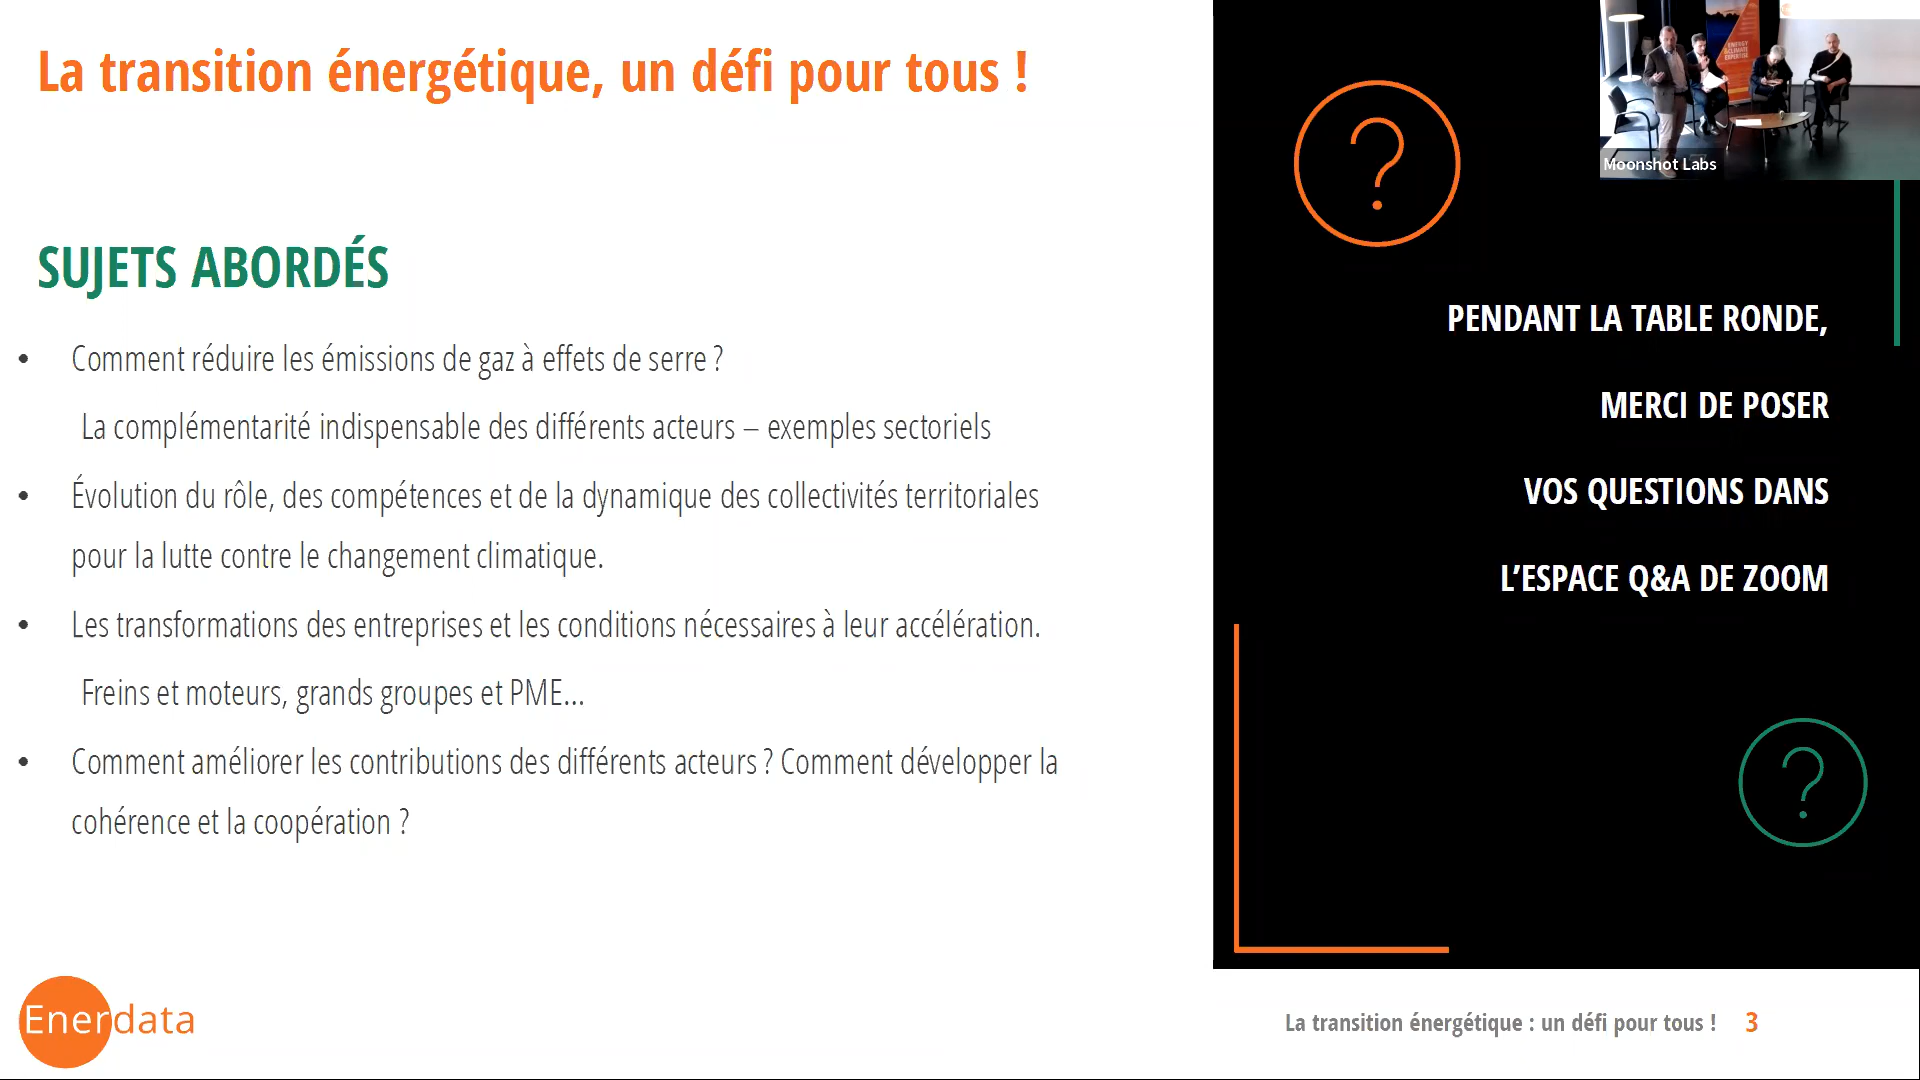 La transition énergétique, un défi pour tous !
SUJETS ABORDÉS
• Comment réduire les émissions de gaz à effets de serre ?
La complémentarité indispensable des différents acteurs – exemples sectoriels
• Évolution du rôle, des compétences et de la dynamique des collectivités territoriales
pour la lutte contre le changement climatique.
• Les transformations des entreprises et les conditions nécessaires à leur accélération.
Freins et moteurs, grands groupes et PME...
• Comment améliorer les contributions des différents acteurs ? Comment développer la
cohérence et la coopération ?
?
ENERGY
&CLIMATE
EXPERTISE
Moonshot Labs
PENDANT LA TABLE RONDE,
MERCI DE POSER
VOS QUESTIONS DANS
L’ESPACE Q&A DE ZOOM
?
Enerdata
La transition énergétique : un défi pour tous ! 3